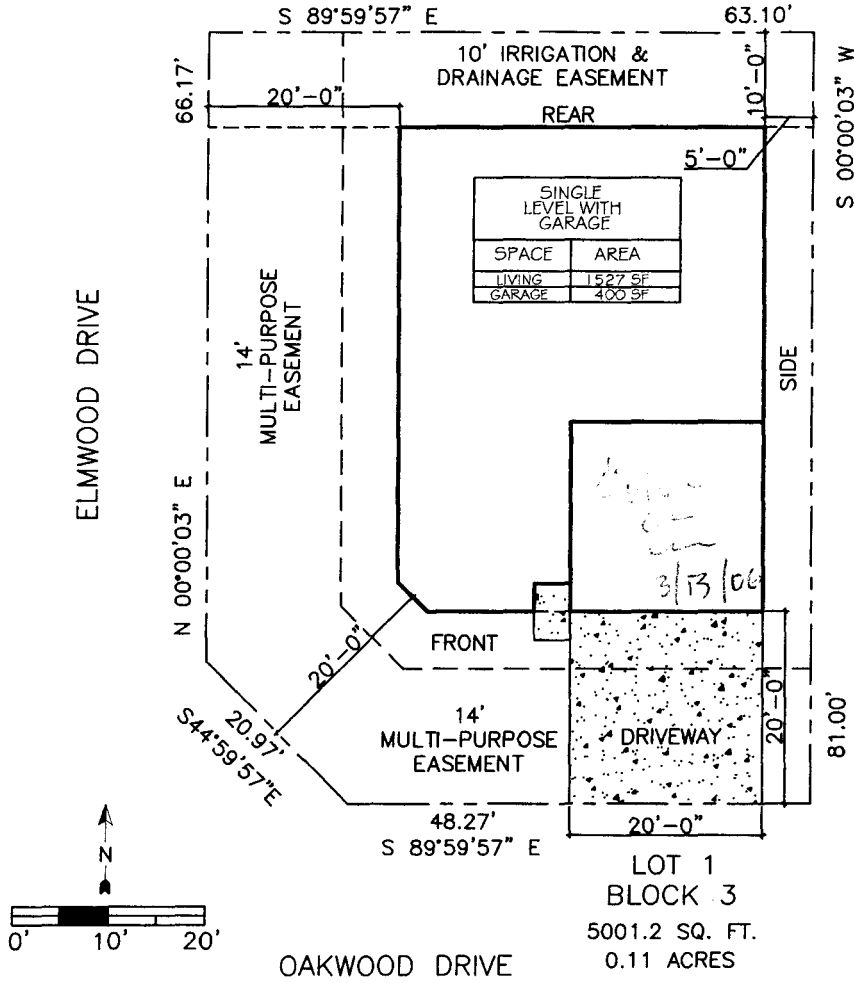 S 89°59'57" E
63.10'
10' IRRIGATION &
DRAINAGE EASEMENT
10'-0"
S 00°00'03" W
66.17'
20'-0"
REAR
5'-0"
SINGLE
LEVEL WITH
GARAGE
SPACE AREA
LIVING 1527 SF
GARAGE 400 SF
ELMWOOD DRIVE
14'
MULTI-PURPOSE
EASEMENT
SIDE
N 00°00'03" E
3/13/06
FRONT
20'-0"
20.97'
S44°59'57"E
14'
MULTI-PURPOSE
EASEMENT
DRIVEWAY
20'-0"
81.00'
48.27'
S 89°59'57" E
20'-0"
N
0' 10' 20'
LOT 1
BLOCK 3
5001.2 SQ. FT.
0.11 ACRES
OAKWOOD DRIVE